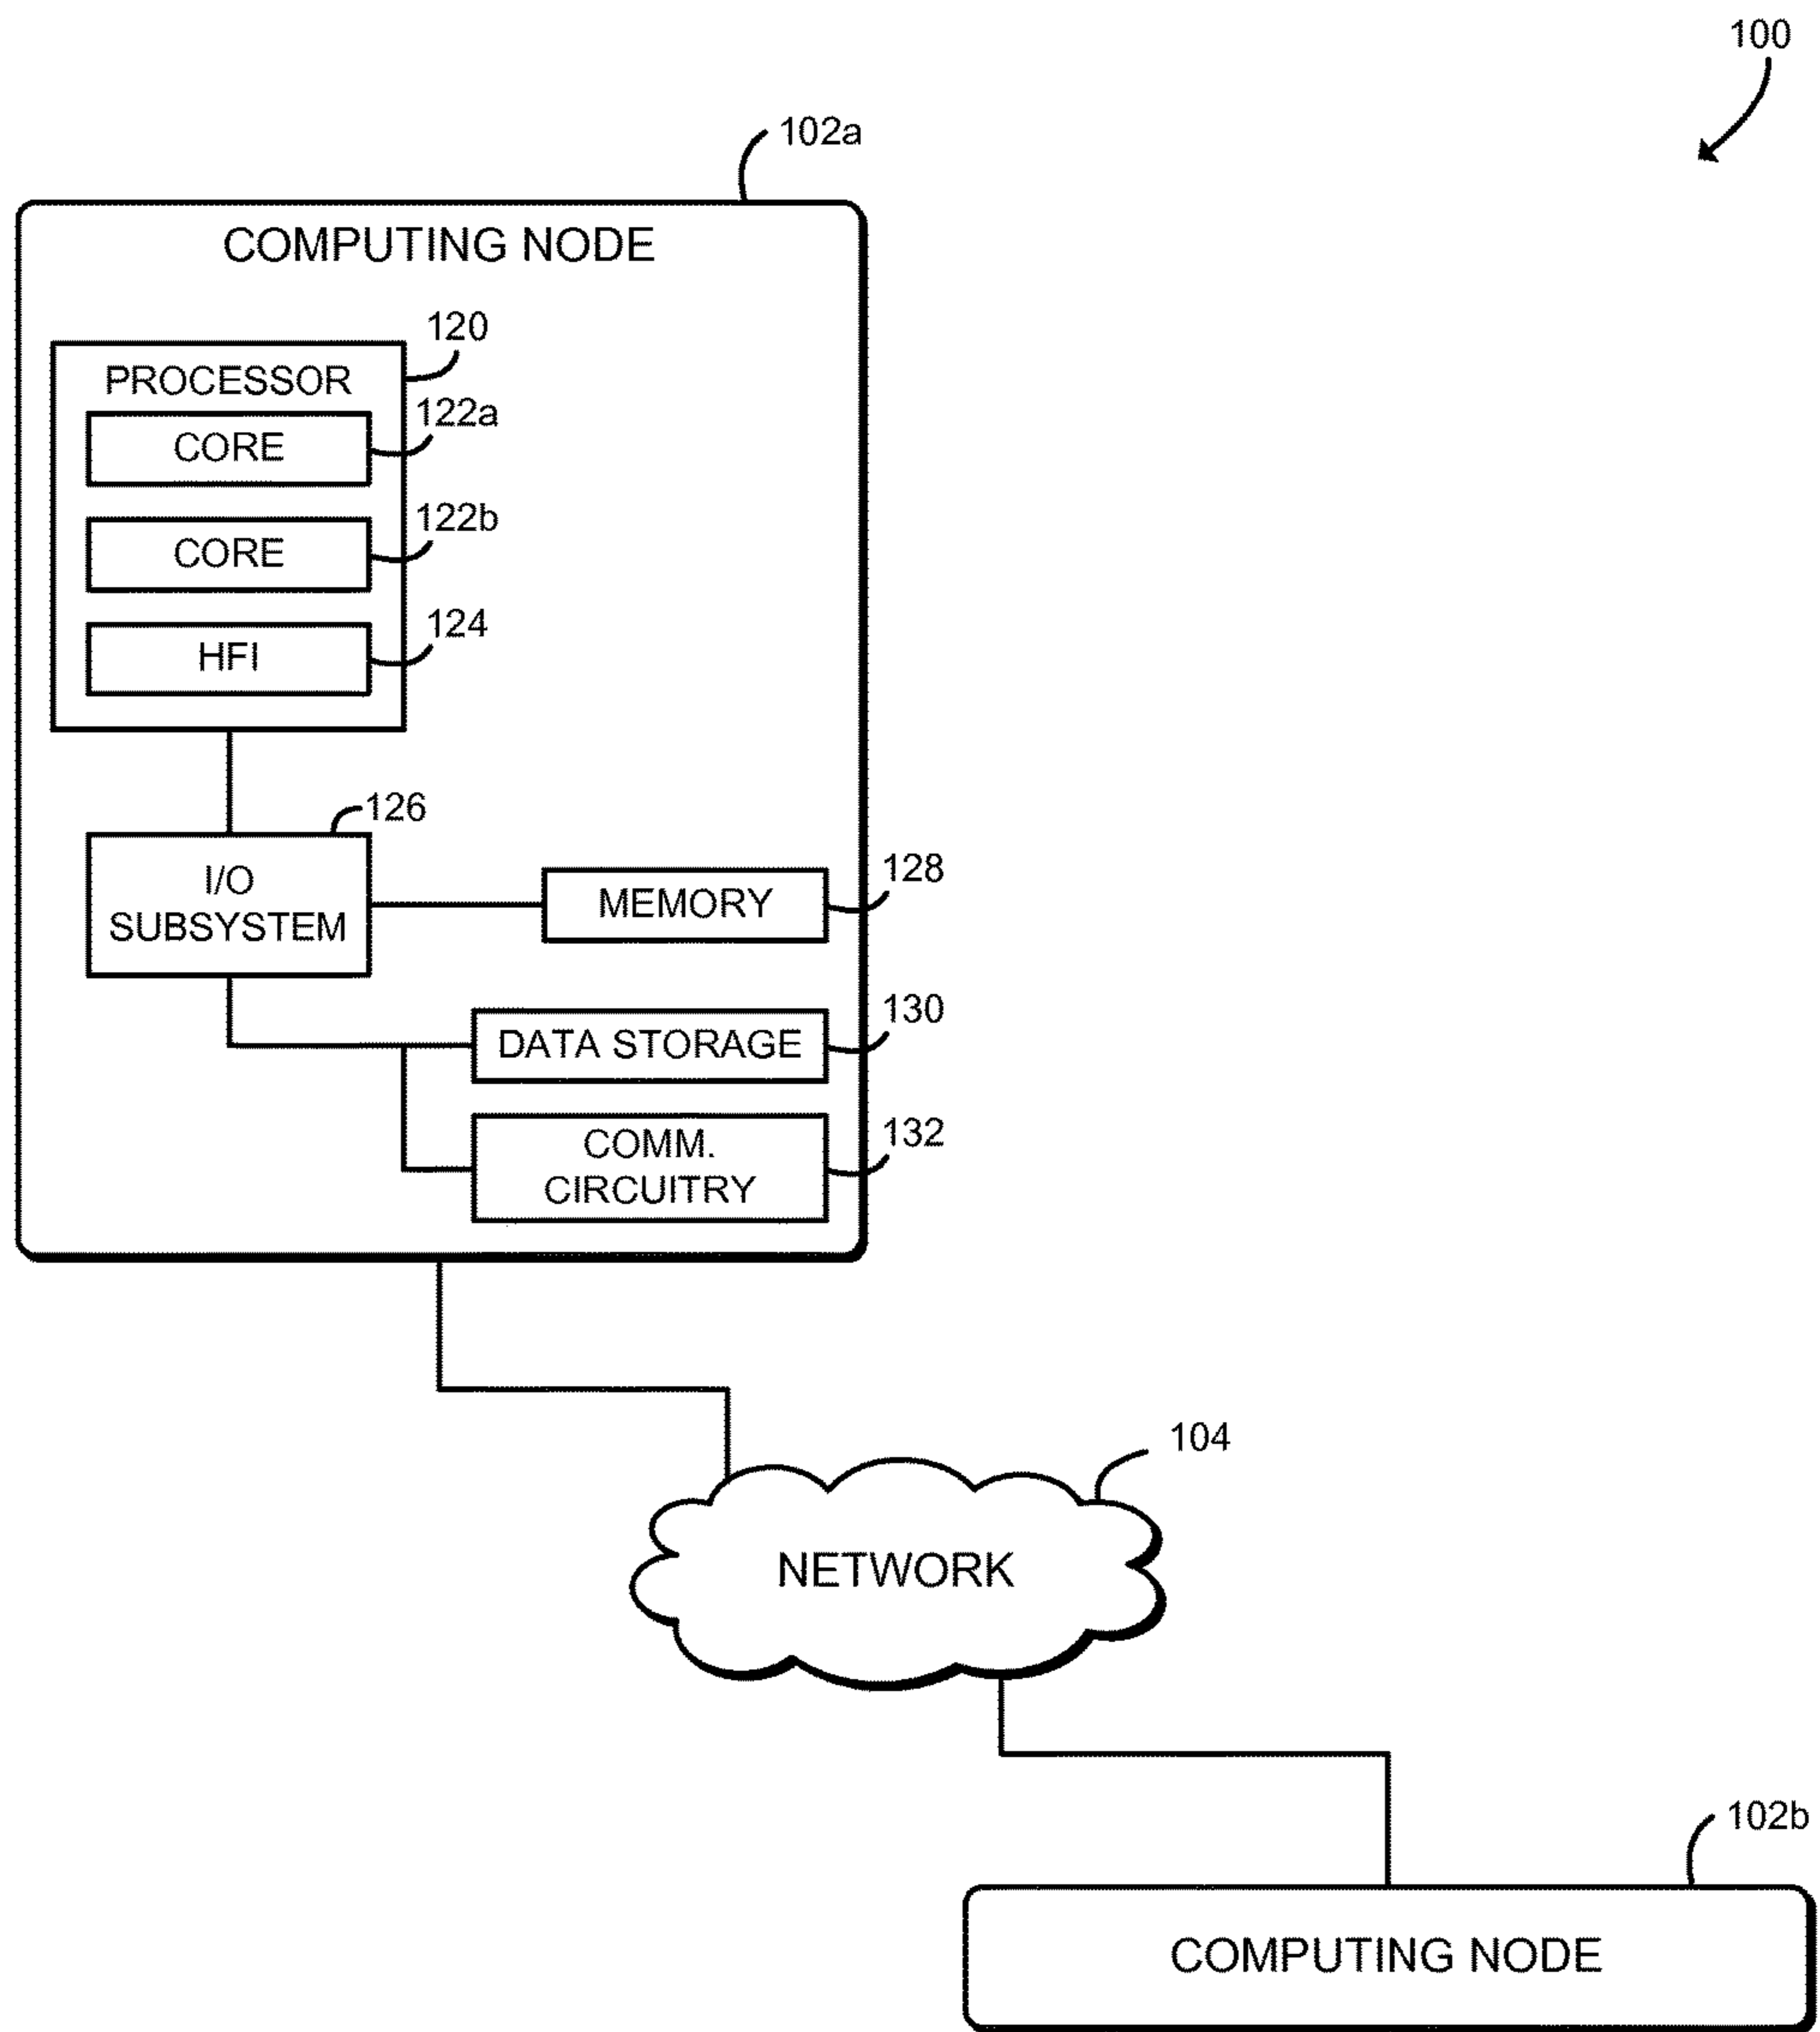 100
102a
COMPUTING NODE
120
PROCESSOR
122a
CORE
122b
CORE
124
HFI
126
I/O
SUBSYSTEM
128
MEMORY
130
DATA STORAGE
132
COMM.
CIRCUITRY
104
NETWORK
102b
COMPUTING NODE